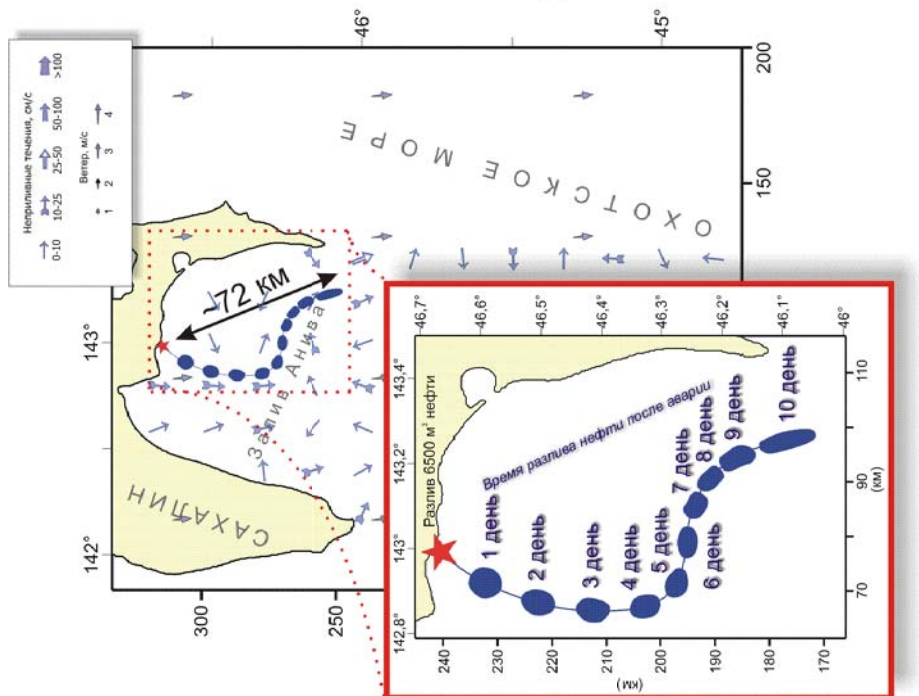 Неприливные течения, см/с
0-10 10-25 25-50 50-100 >100
Ветер, м/с
1 2 3 4
46° 45°
142° 143°
300 250
150 200
САХАЛИН
Залив Анива
ОХОТСКОЕ МОРЕ
~72 км
46,7° 46,6° 46,5° 46,4° 46,3° 46,2° 46,1° 46°
142,8° 143° 143,2° 143,4°
Разлив 6500 м³ нефти
Время разлива нефти после аварии
1 день
2 день
3 день
4 день
5 день
6 день
7 день
8 день
9 день
10 день
240 230 220 210 200 190 180 170
(км)
70 90 110
(км)